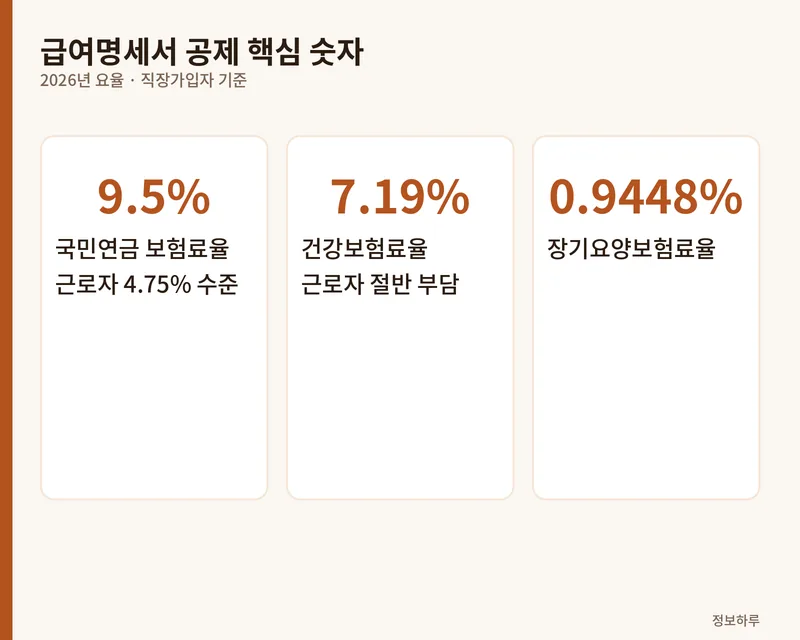 급여명세서 공제 핵심 숫자
2026년 요율 · 직장가입자 기준
9.5%
국민연금 보험료율
근로자 4.75% 수준
7.19%
건강보험료율
근로자 절반 부담
0.9448%
장기요양보험료율
정보하루